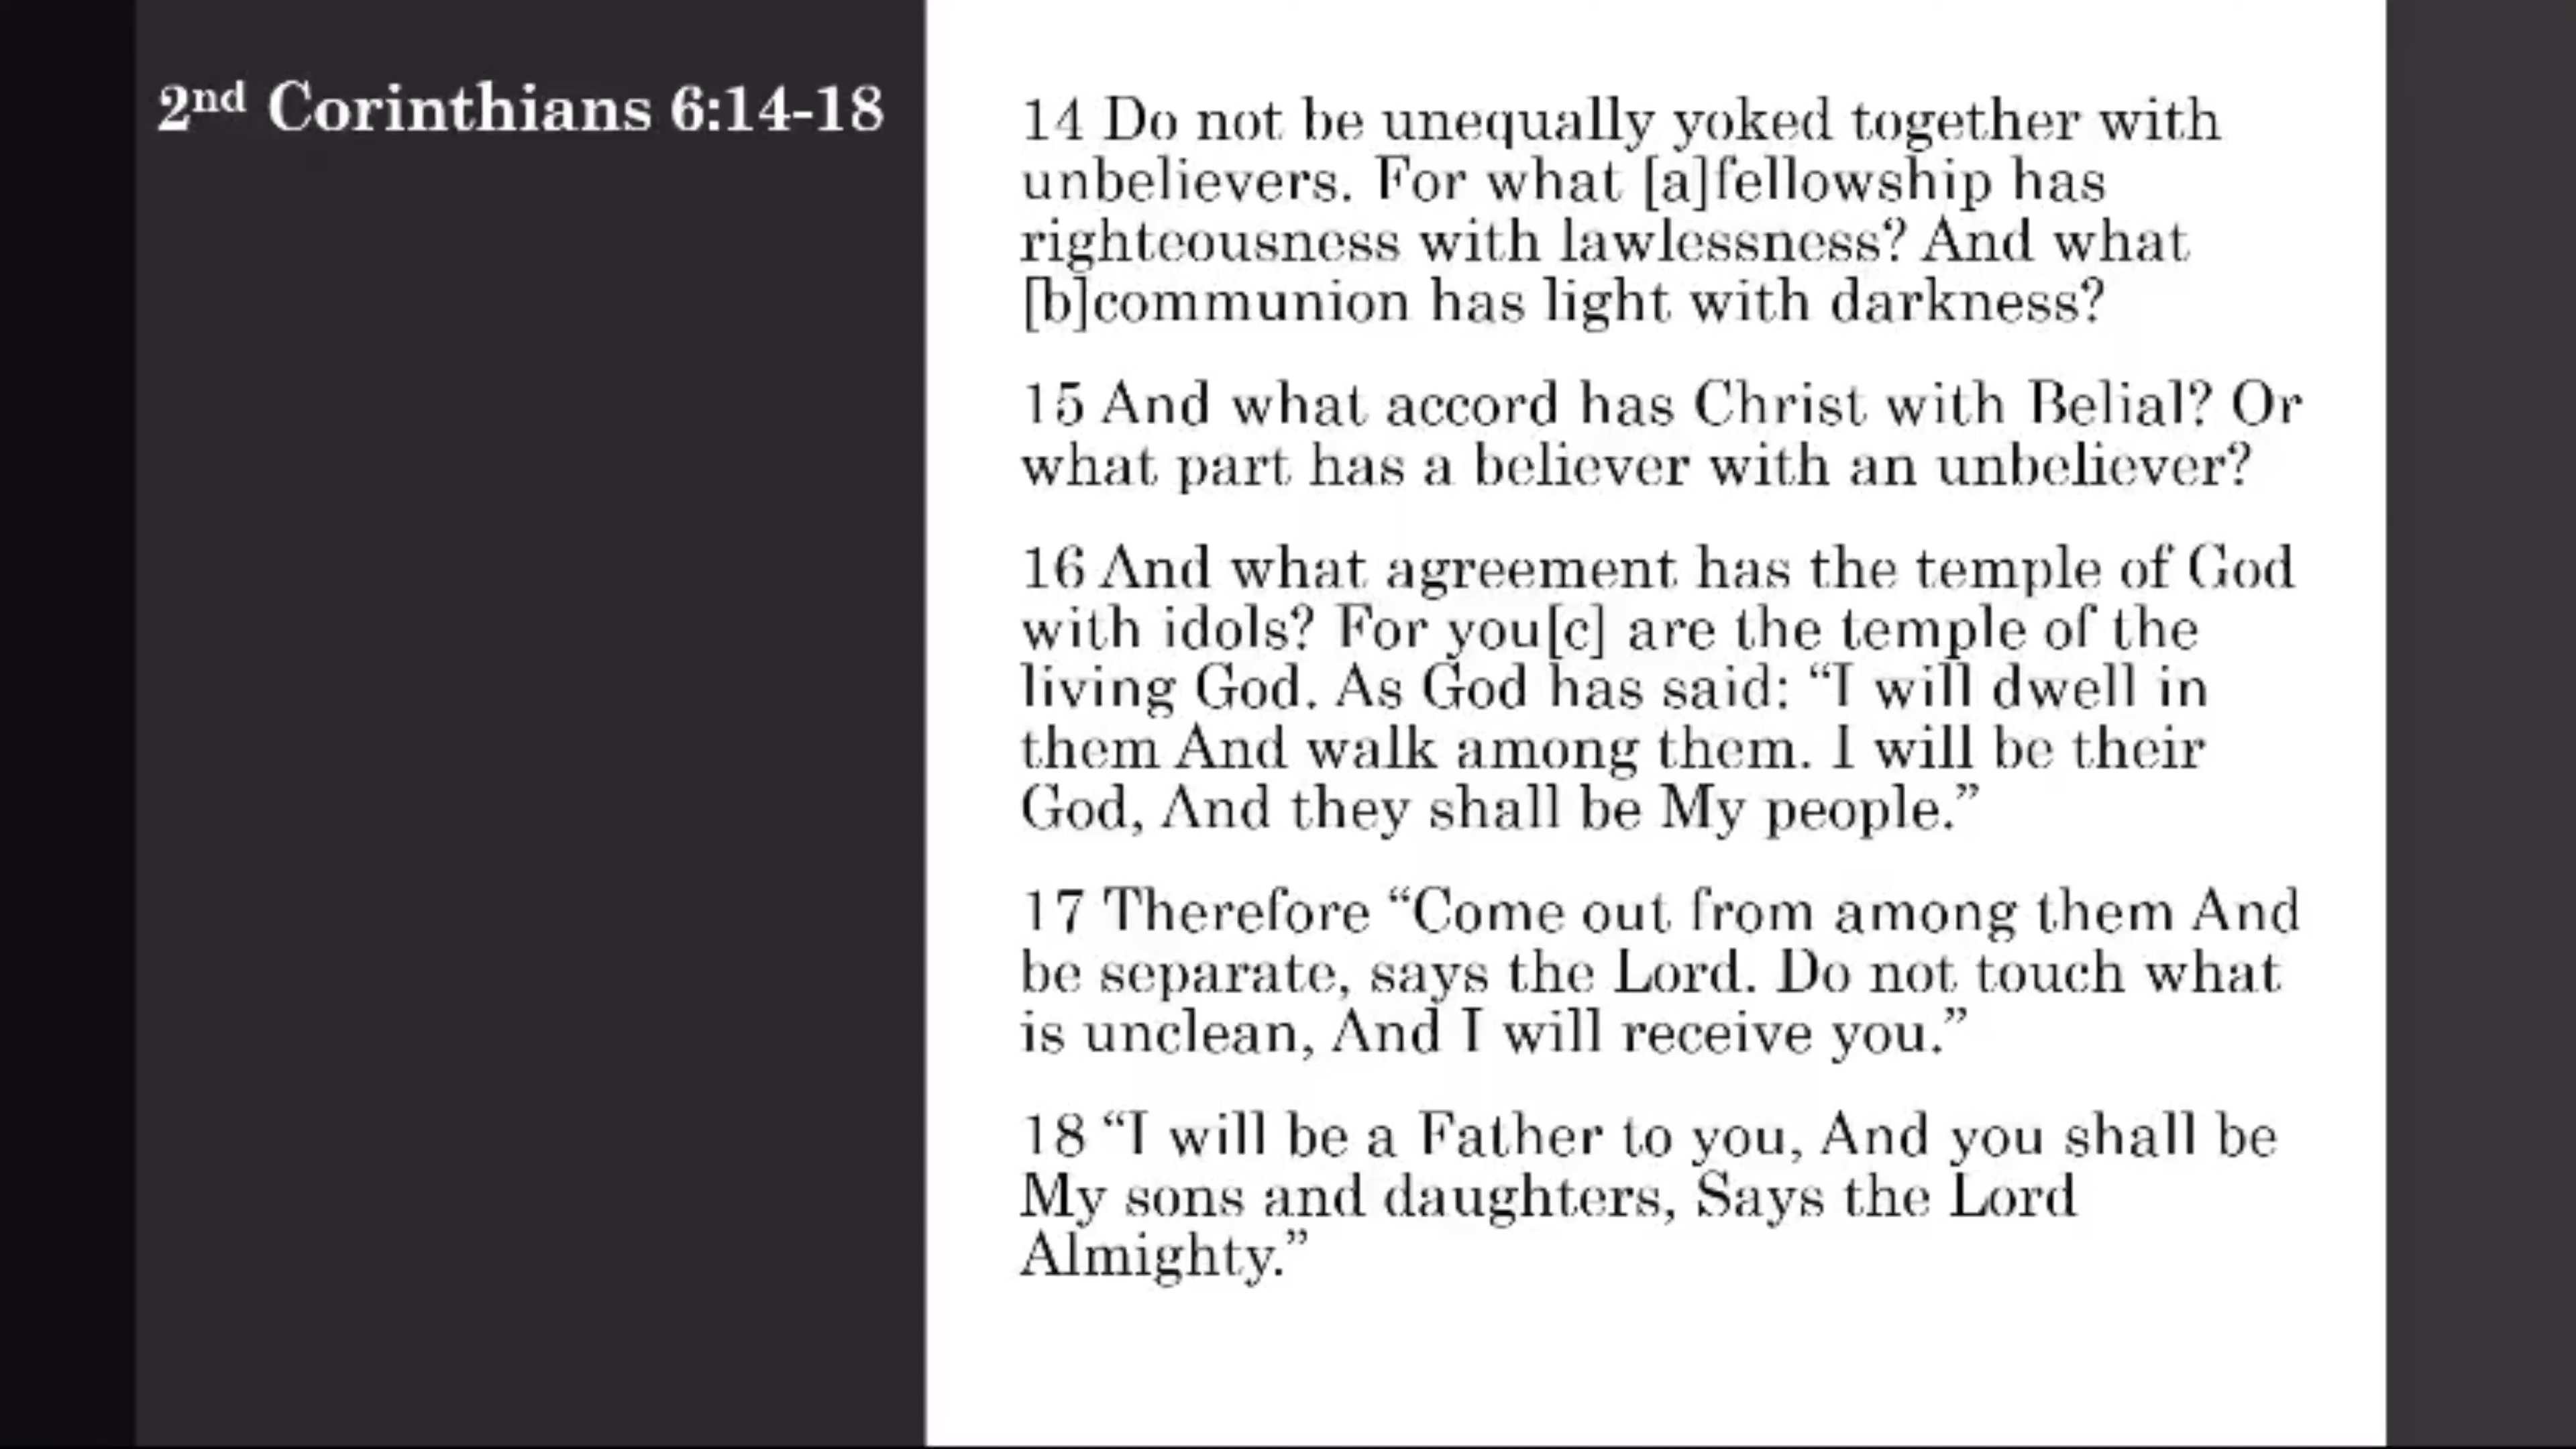 2nd Corinthians 6:14-18
14 Do not be unequally yoked together with
unbelievers. For what [a]fellowship has
righteousness with lawlessness? And what
[b]communion has light with darkness?
15 And what accord has Christ with Belial? Or
what part has a believer with an unbeliever?
16 And what agreement has the temple of God
with idols? For you[c] are the temple of the
living God. As God has said: “I will dwell in
them And walk among them. I will be their
God, And they shall be My people.”
17 Therefore “Come out from among them And
be separate, says the Lord. Do not touch what
is unclean, And I will receive you.”
18 “I will be a Father to you, And you shall be
My sons and daughters, Says the Lord
Almighty.”